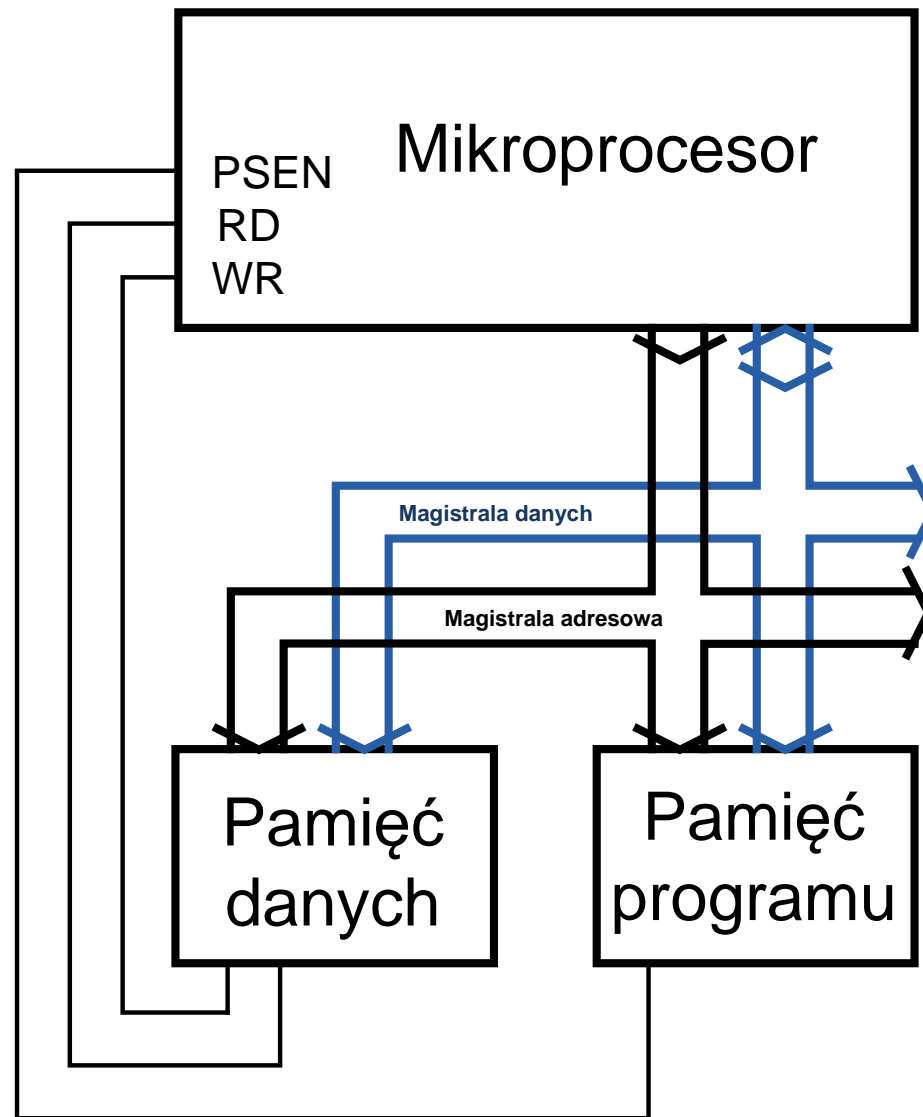 Mikroprocesor
PSEN
RD
WR
Magistrala danych
Magistrala adresowa
Pamięć
danych
Pamięć
programu